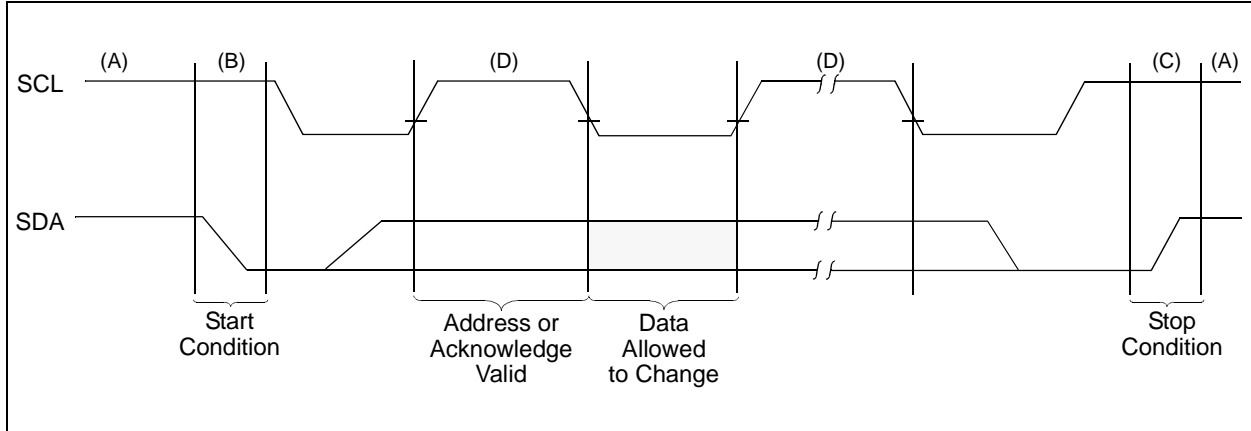 (A) (B) (D) (D) (C) (A)
SCL
SDA
Start
Condition
Address or
Acknowledge
Valid
Data
Allowed
to Change
Stop
Condition